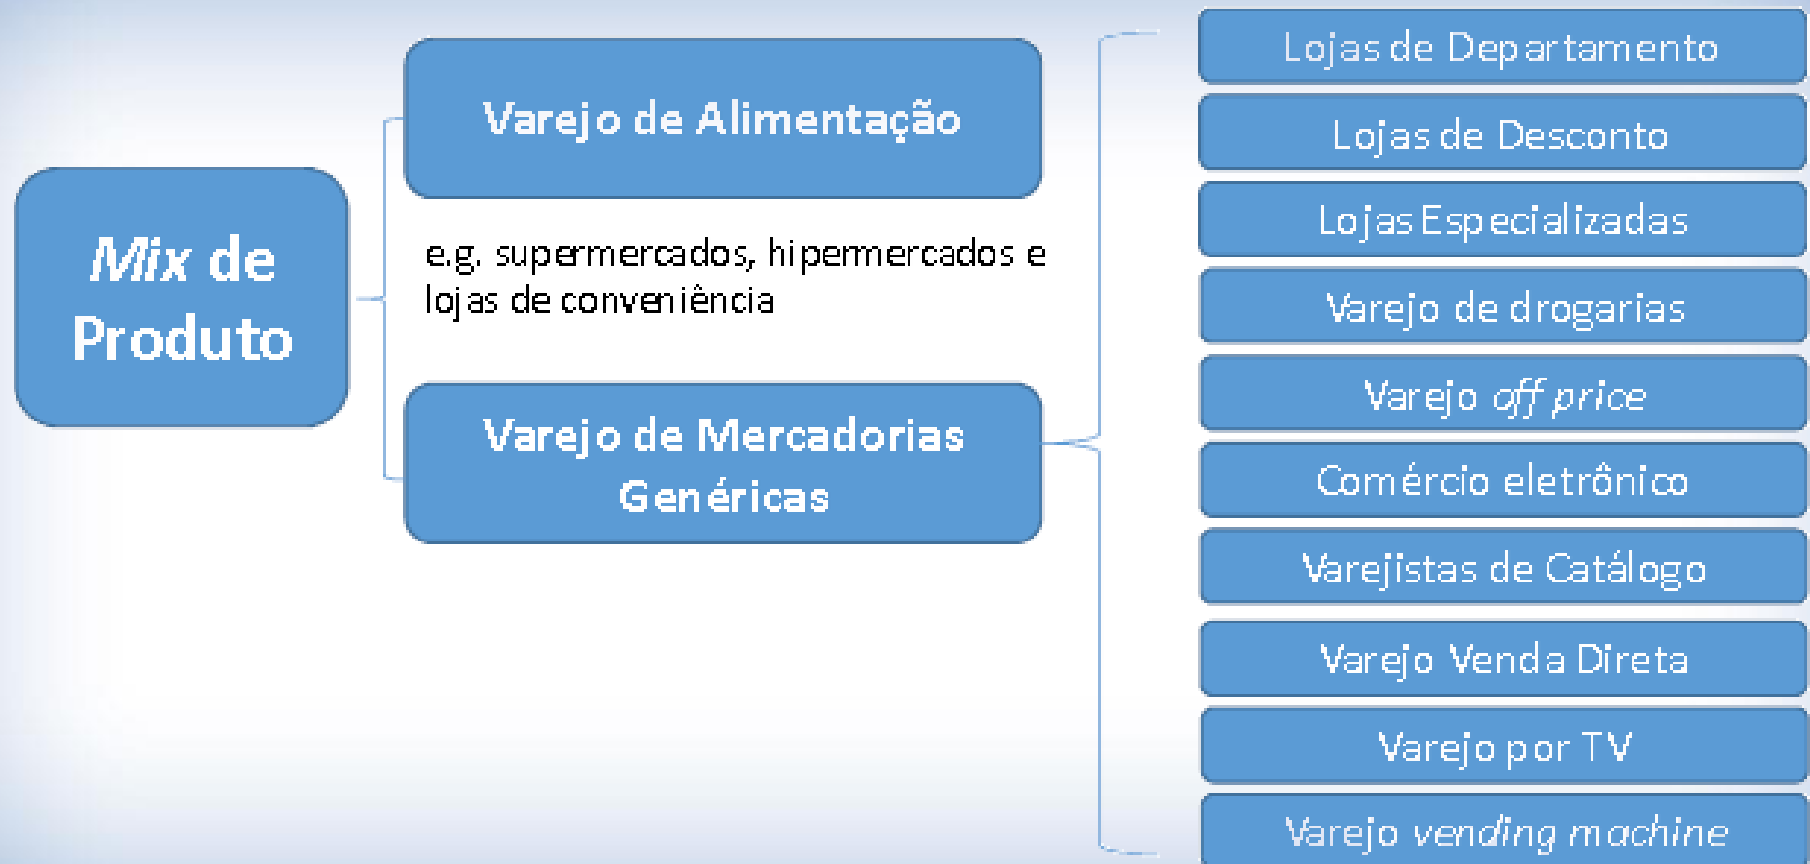 Mix de
Produto
Varejo de Alimentação
e.g. supermercados, hipermercados e
lojas de conveniência
Varejo de Mercadorias
Genéricas
Lojas de Departamento
Lojas de Desconto
Lojas Especializadas
Varejo de drogarias
Varejo off price
Comércio eletrônico
Varejistas de Catálogo
Varejo Venda Direta
Varejo por TV
Varejo vending machine